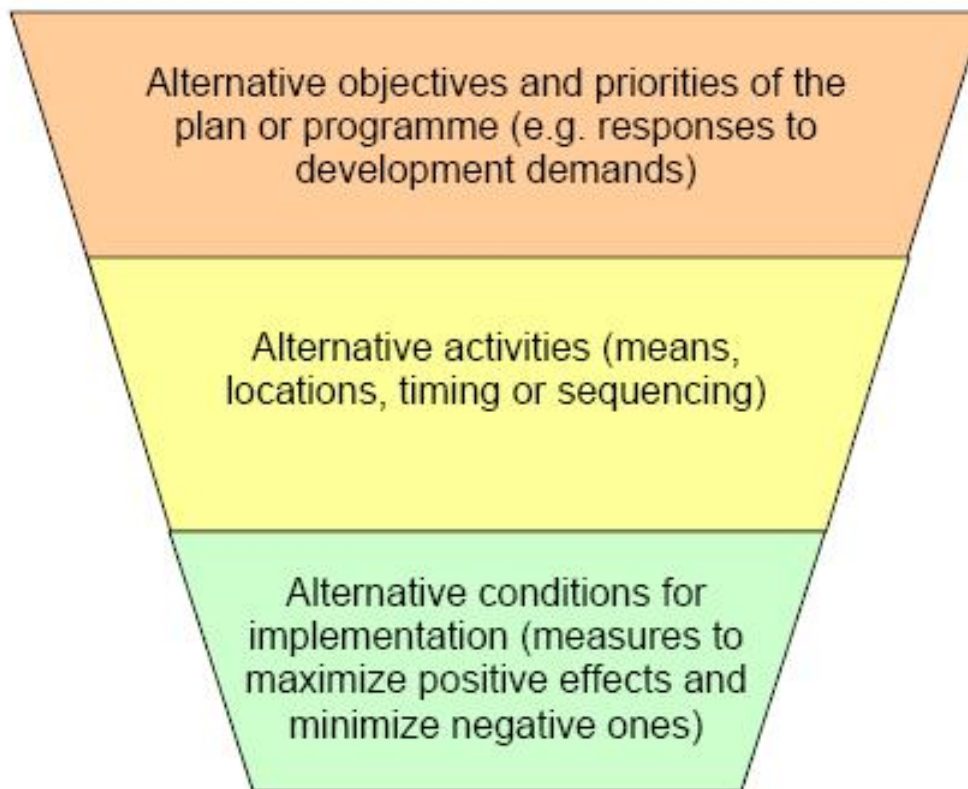 Alternative objectives and priorities of the
plan or programme (e.g. responses to
development demands)
Alternative activities (means,
locations, timing or sequencing)
Alternative conditions for
implementation (measures to
maximize positive effects and
minimize negative ones)